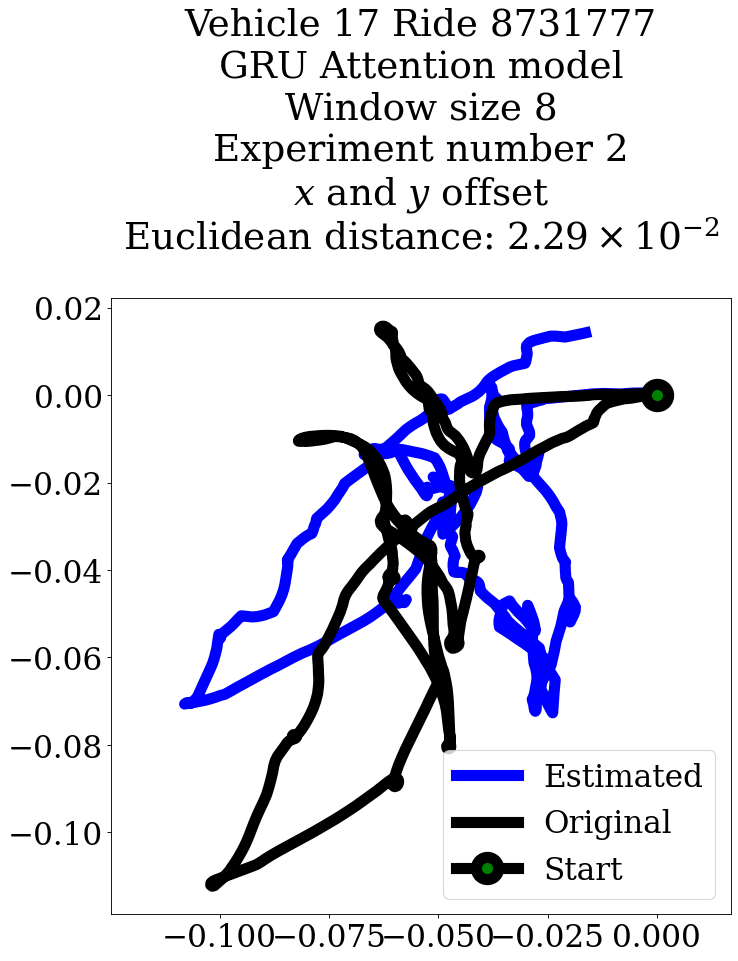 Vehicle 17 Ride 8731777
GRU Attention model
Window size 8
Experiment number 2
x and y offset
Euclidean distance: 2.29 × 10⁻²
0.02
0.00
−0.02
−0.04
−0.06
−0.08
−0.10
Estimated
Original
Start
−0.100 −0.075 −0.050 −0.025 0.000